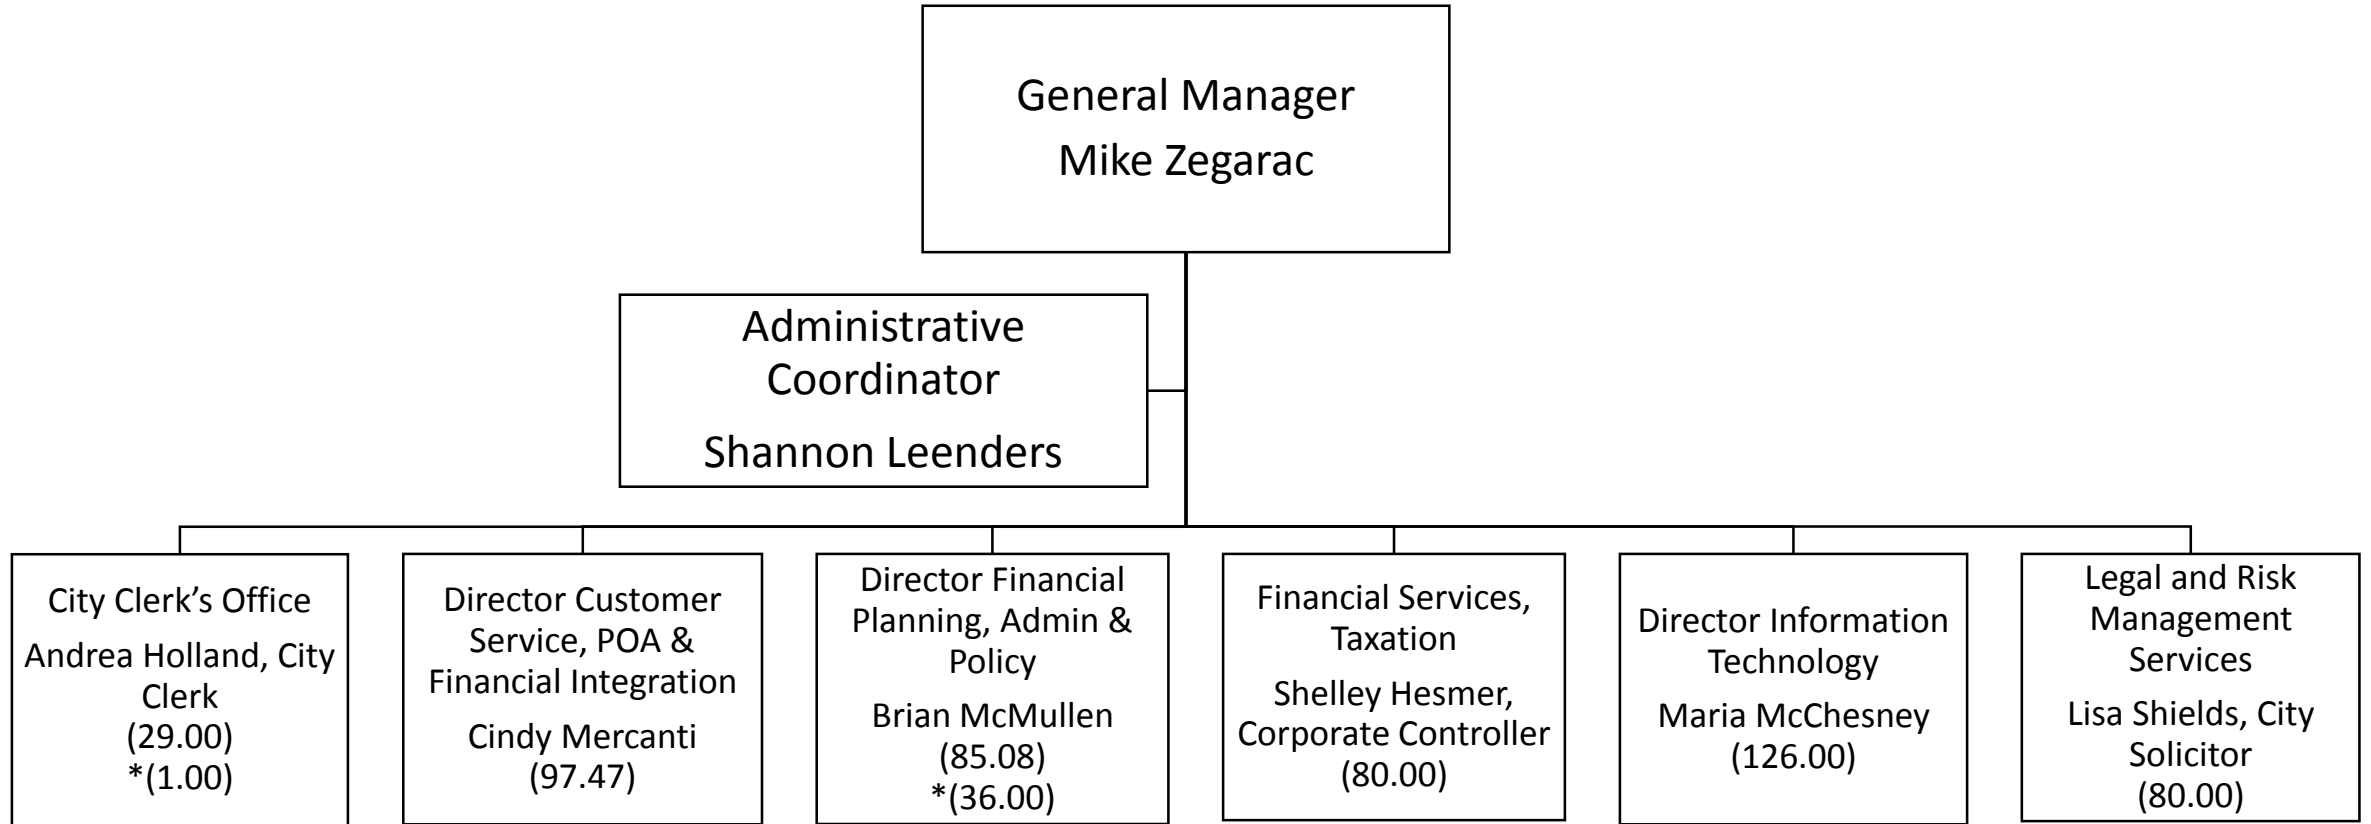 General Manager
Mike Zegarac
Administrative
Coordinator
Shannon Leenders
City Clerk’s Office
Andrea Holland, City
Clerk
(29.00)
*(1.00)
Director Customer
Service, POA &
Financial Integration
Cindy Mercanti
(97.47)
Director Financial
Planning, Admin &
Policy
Brian McMullen
(85.08)
*(36.00)
Financial Services,
Taxation
Shelley Hesmer,
Corporate Controller
(80.00)
Director Information
Technology
Maria McChesney
(126.00)
Legal and Risk
Management
Services
Lisa Shields, City
Solicitor
(80.00)